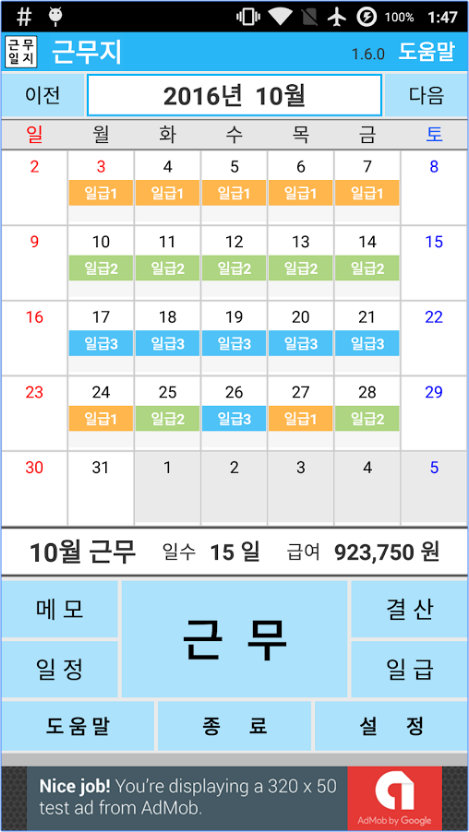 # 100% 1:47
근무
일지
근무지 1.6.0 도움말
이전 2016년 10월 다음
일 월 화 수 목 금 토
2 3 4 5 6 7 8
일급1 일급1 일급1 일급1 일급1
9 10 11 12 13 14 15
일급2 일급2 일급2 일급2 일급2
16 17 18 19 20 21 22
일급3 일급3 일급3 일급3 일급3
23 24 25 26 27 28 29
일급1 일급2 일급3 일급1 일급2
30 31 1 2 3 4 5
10월 근무 일수 15 일 급여 923,750 원
메모 근무 결산
일정 일급
도움말 종 료 설 정
Nice job! You're displaying a 320 x 50
test ad from AdMob.
AdMob by Google